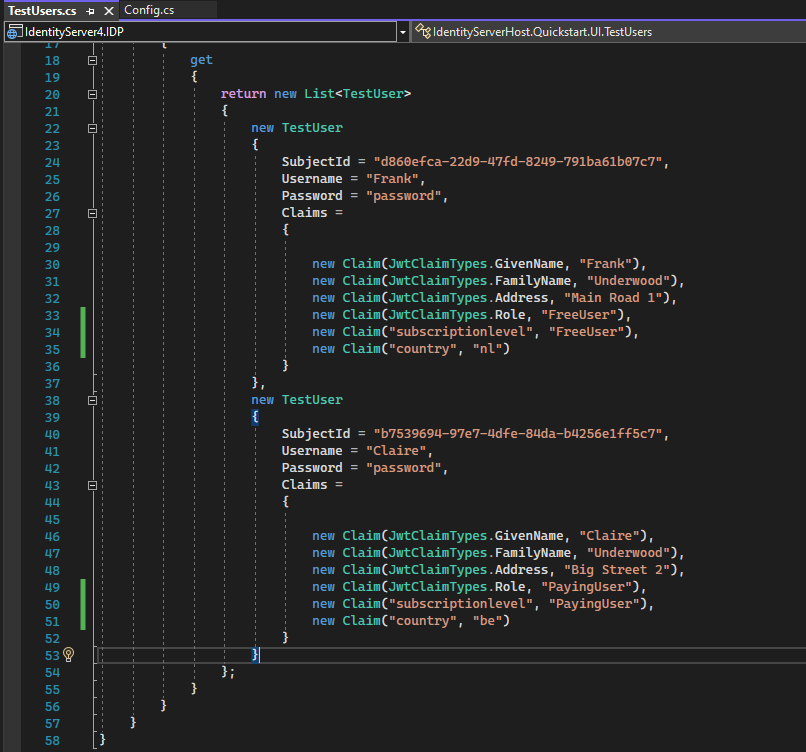 TestUsers.cs Config.cs
IdentityServer4.IDP IdentityServerHost.Quickstart.UI.TestUsers
17 {
18 get
19 {
20 return new List<TestUser>
21 {
22 new TestUser
23 {
24 SubjectId = "d860efca-22d9-47fd-8249-791ba61b07c7",
25 Username = "Frank",
26 Password = "password",
27 Claims =
28 {
29
30 new Claim(JwtClaimTypes.GivenName, "Frank"),
31 new Claim(JwtClaimTypes.FamilyName, "Underwood"),
32 new Claim(JwtClaimTypes.Address, "Main Road 1"),
33 new Claim(JwtClaimTypes.Role, "FreeUser"),
34 new Claim("subscriptionlevel", "FreeUser"),
35 new Claim("country", "nl")
36 }
37 },
38 new TestUser
39 {
40 SubjectId = "b7539694-97e7-4dfe-84da-b4256e1ff5c7",
41 Username = "Claire",
42 Password = "password",
43 Claims =
44 {
45
46 new Claim(JwtClaimTypes.GivenName, "Claire"),
47 new Claim(JwtClaimTypes.FamilyName, "Underwood"),
48 new Claim(JwtClaimTypes.Address, "Big Street 2"),
49 new Claim(JwtClaimTypes.Role, "PayingUser"),
50 new Claim("subscriptionlevel", "PayingUser"),
51 new Claim("country", "be")
52 }
53 }
54 };
55 }
56 }
57 }
58 }